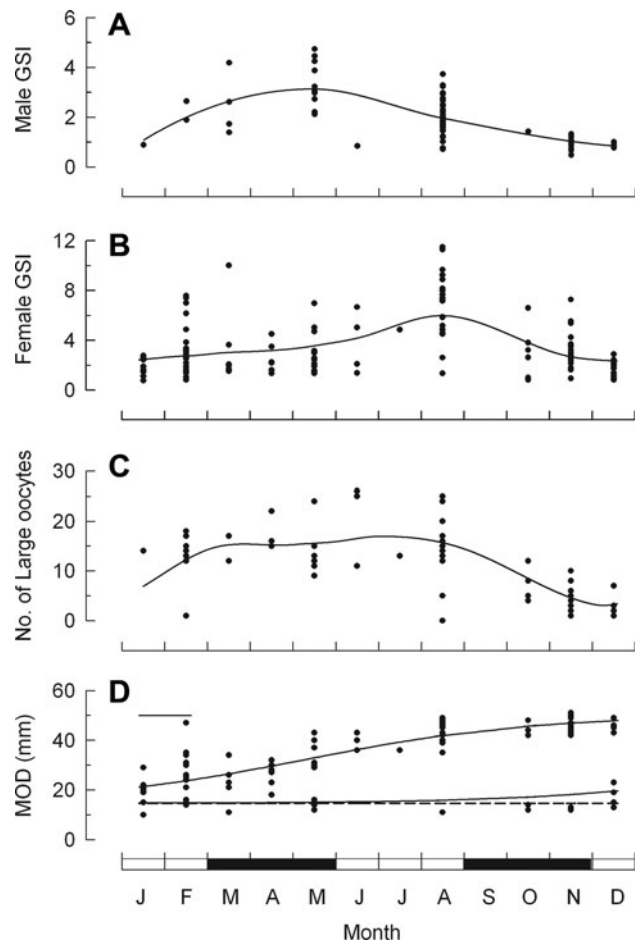 A
Male GSI
6
4
2
0
B
Female GSI
12
8
4
0
C
No. of Large oocytes
30
20
10
0
D
MOD (mm)
60
40
20
0
J F M A M J J A S O N D
Month